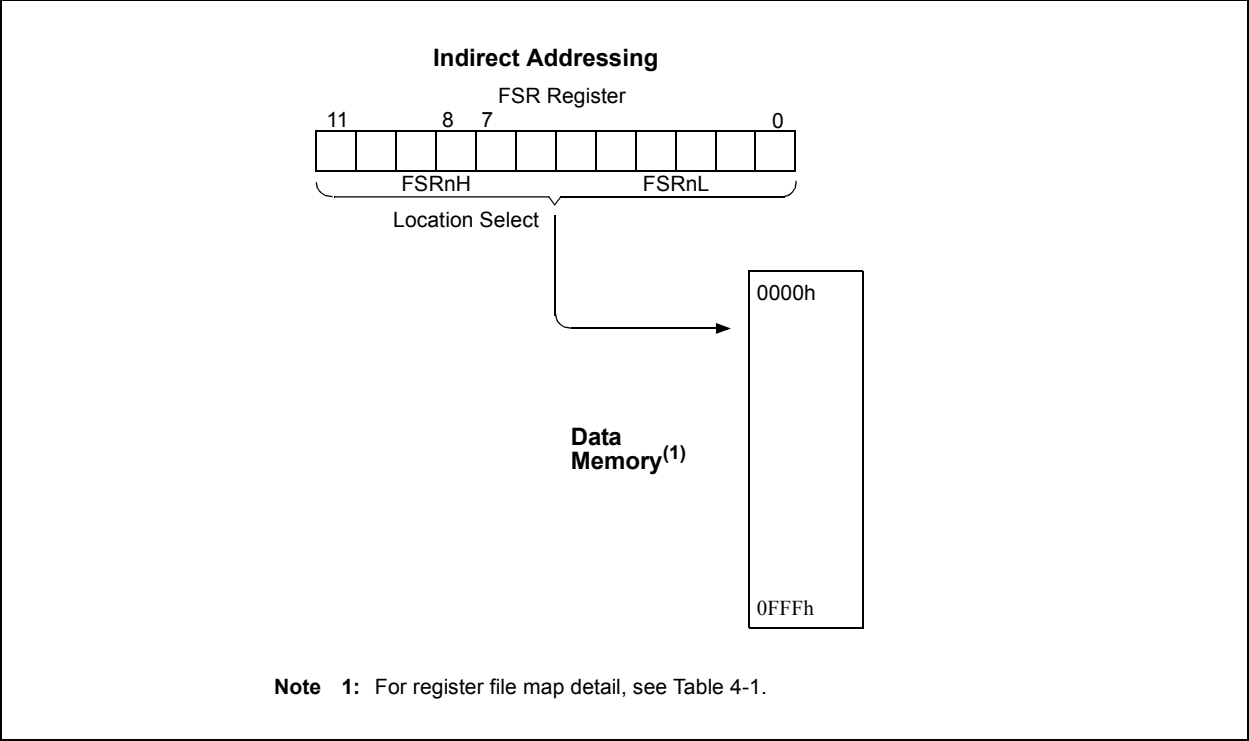 Indirect Addressing
FSR Register
11 8 7 0
FSRnH FSRnL
Location Select
0000h
Data
Memory(1)
0FFFh
Note 1: For register file map detail, see Table 4-1.